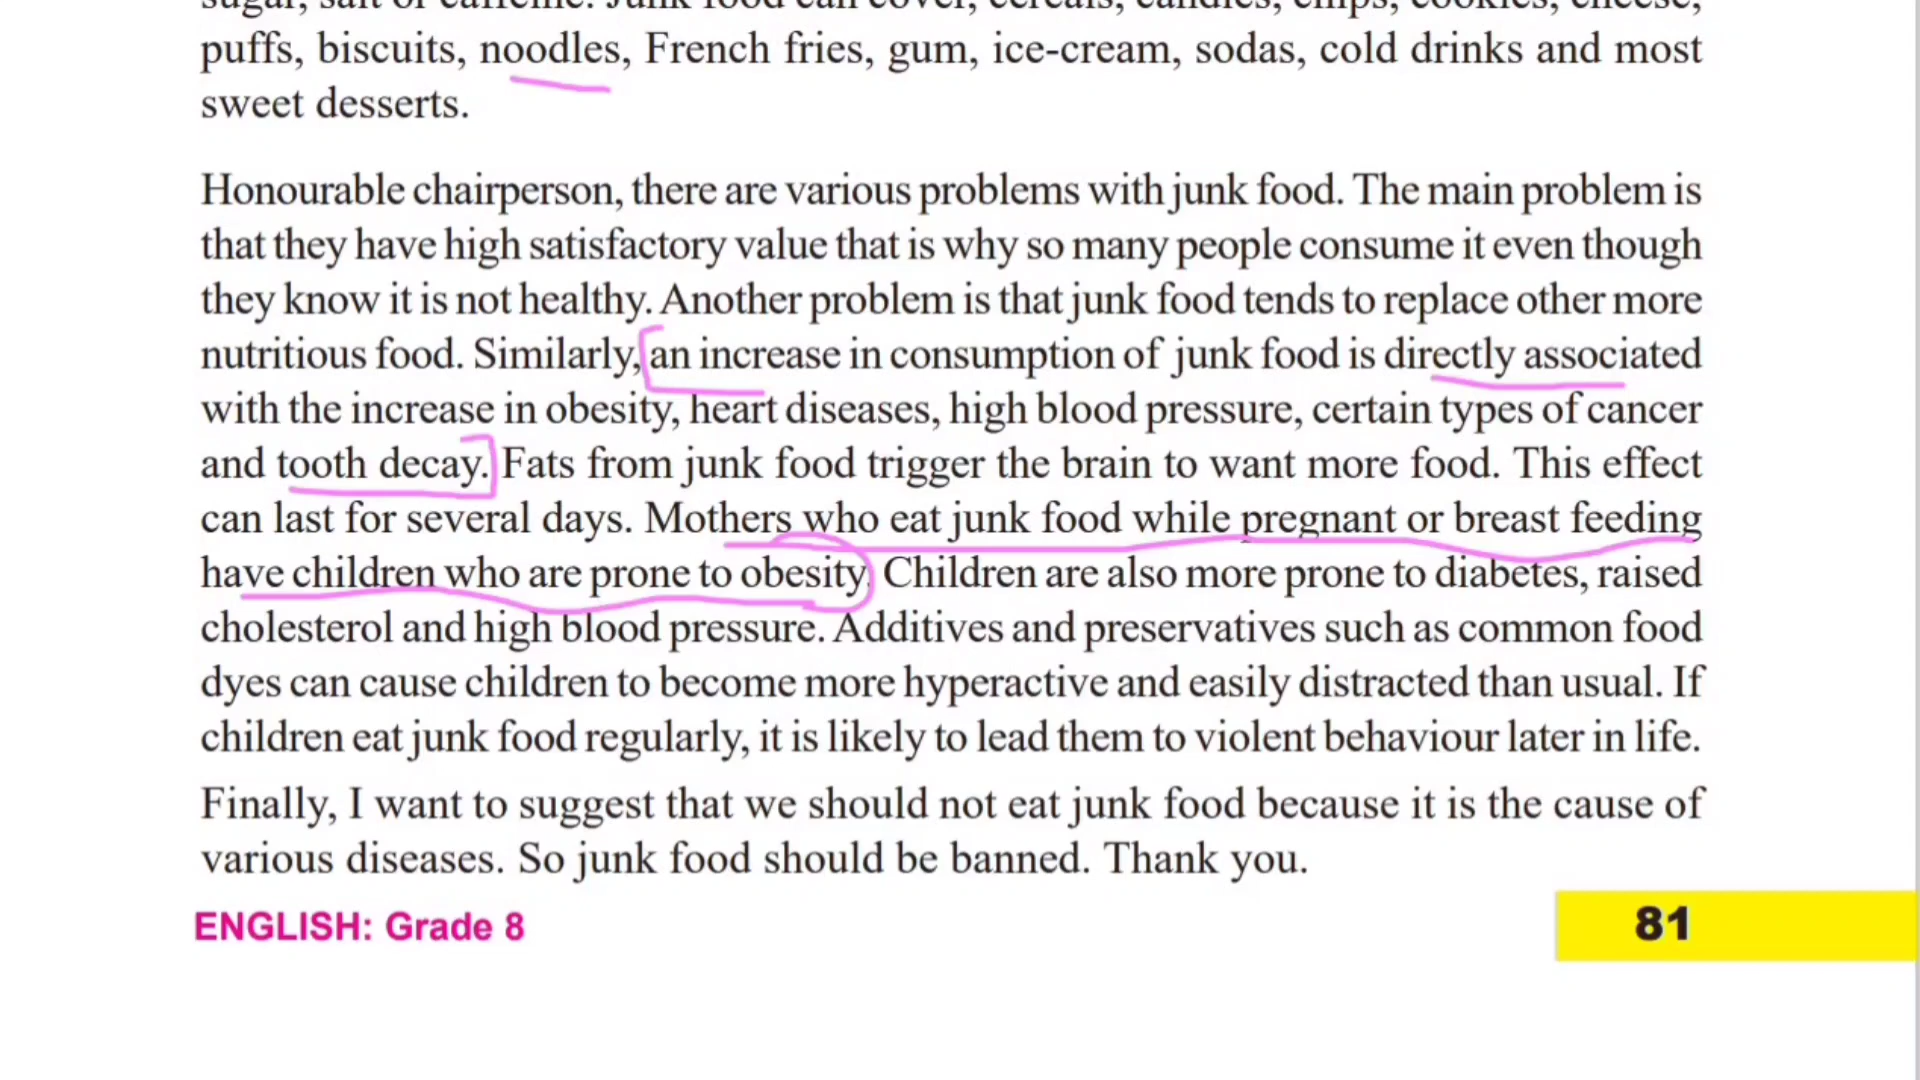 sugar, salt or caffeine. Junk food can cover, cereals, candies, chips, cookies, cheese,
puffs, biscuits, noodles, French fries, gum, ice-cream, sodas, cold drinks and most
sweet desserts.
Honourable chairperson, there are various problems with junk food. The main problem is
that they have high satisfactory value that is why so many people consume it even though
they know it is not healthy. Another problem is that junk food tends to replace other more
nutritious food. Similarly, an increase in consumption of junk food is directly associated
with the increase in obesity, heart diseases, high blood pressure, certain types of cancer
and tooth decay. Fats from junk food trigger the brain to want more food. This effect
can last for several days. Mothers who eat junk food while pregnant or breast feeding
have children who are prone to obesity. Children are also more prone to diabetes, raised
cholesterol and high blood pressure. Additives and preservatives such as common food
dyes can cause children to become more hyperactive and easily distracted than usual. If
children eat junk food regularly, it is likely to lead them to violent behaviour later in life.
Finally, I want to suggest that we should not eat junk food because it is the cause of
various diseases. So junk food should be banned. Thank you.
ENGLISH: Grade 8
81